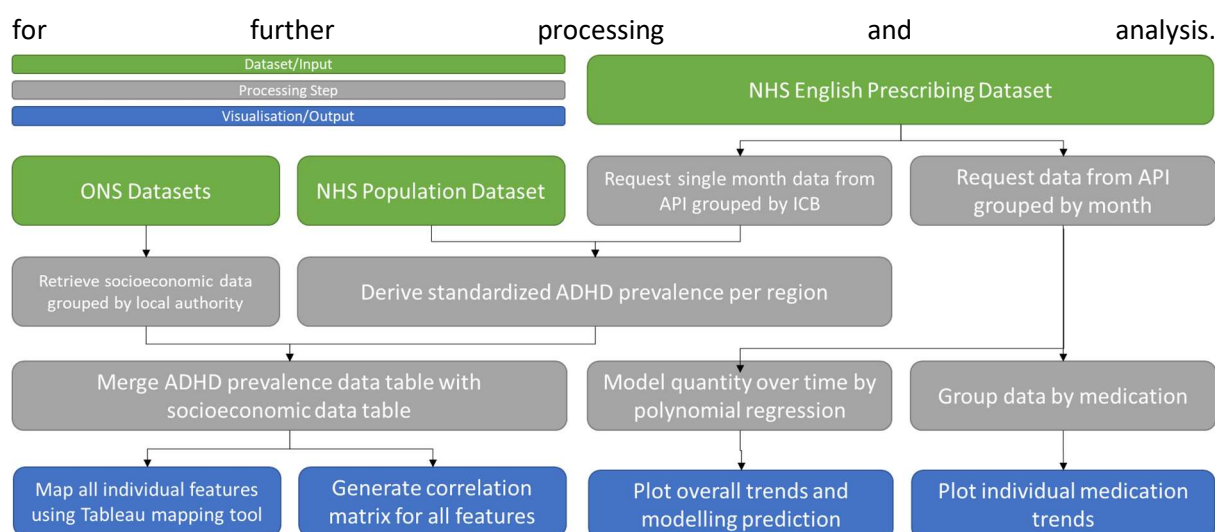 for further processing and analysis.
Dataset/Input
Processing Step
Visualisation/Output
NHS English Prescribing Dataset
ONS Datasets
NHS Population Dataset
Request single month data from
API grouped by ICB
Request data from API
grouped by month
Retrieve socioeconomic data
grouped by local authority
Derive standardized ADHD prevalence per region
Merge ADHD prevalence data table with
socioeconomic data table
Model quantity over time by
polynomial regression
Group data by medication
Map all individual features
using Tableau mapping tool
Generate correlation
matrix for all features
Plot overall trends and
modelling prediction
Plot individual medication
trends